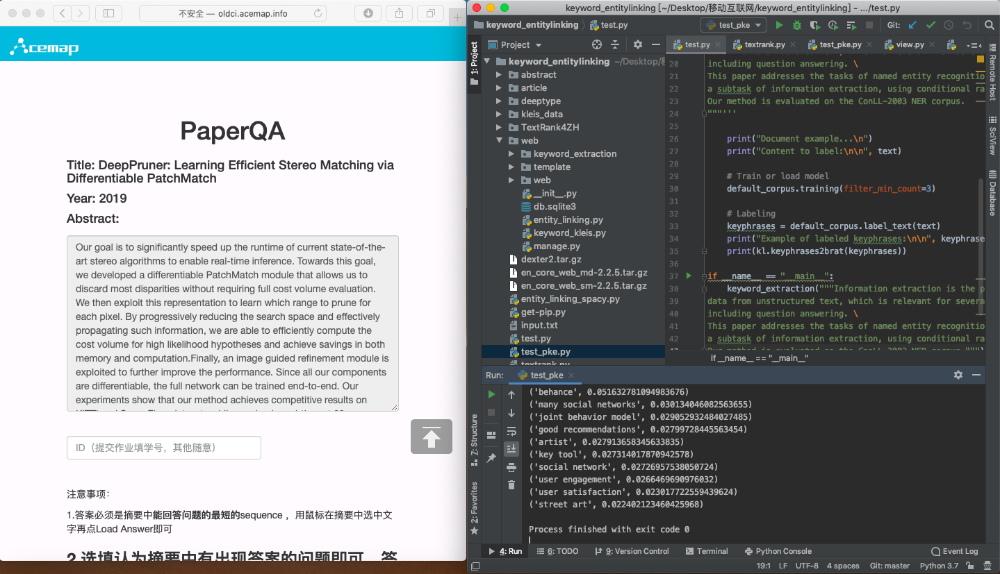 不安全 — oldci.acemap.info
Acemap
PaperQA
Title: DeepPruner: Learning Efficient Stereo Matching via
Differentiable PatchMatch
Year: 2019
Abstract:
Our goal is to significantly speed up the runtime of current state-of-the-
art stereo algorithms to enable real-time inference. Towards this goal,
we developed a differentiable PatchMatch module that allows us to
discard most disparities without requiring full cost volume evaluation.
We then exploit this representation to learn which range to prune for
each pixel. By progressively reducing the search space and effectively
propagating such information, we are able to efficiently compute the
cost volume for high likelihood hypotheses and achieve savings in both
memory and computation.Finally, an image guided refinement module is
exploited to further improve the performance. Since all our components
are differentiable, the full network can be trained end-to-end. Our
experiments show that our method achieves competitive results on
ID（提交作业填学号，其他随意）
注意事项：
1.答案必须是摘要中能回答问题的最短的sequence ，用鼠标在摘要中选中文
字再点Load Answer即可
2.选填认为摘要中有出现答案的问题即可，答
keyword_entitylinking [~/Desktop/移动互联网/keyword_entitylinking] - .../test.py
keyword_entitylinking
test.py
test_pke
Git:
1: Project
Project
test.py
textrank.py
test_pke.py
view.py
4
keyword_entitylinking ~/Desktop/移
abstract
article
deeptype
kleis_data
TextRank4ZH
web
keyword_extraction
template
web
__init__.py
db.sqlite3
entity_linking.py
keyword_kleis.py
manage.py
dexter2.tar.gz
en_core_web_md-2.2.5.tar.gz
en_core_web_sm-2.2.5.tar.gz
entity_linking_spacy.py
get-pip.py
input.txt
test.py
test_pke.py
textrank.py
20 including question answering. \
21 This paper addresses the tasks of named entity recognitio
22 a subtask of information extraction, using conditional ra
23 Our method is evaluated on the ConLL-2003 NER corpus.
24 """'''
25
26 print("Document example...\n")
27 print("Content to label:\n\n", text)
28
29 # Train or load model
30 default_corpus.training(filter_min_count=3)
31
32 # Labeling
33 keyphrases = default_corpus.label_text(text)
34 print("Example of labeled keyphrases:\n\n", keyphrase
35 print(kl.keyphrases2brat(keyphrases))
36
37 if __name__ == "__main__":
38 keyword_extraction("""Information extraction is the p
39 data from unstructured text, which is relevant for severa
40 including question answering. \
41 This paper addresses the tasks of named entity recognitio
42 a subtask of information extraction, using conditional ra
43 Our method is evaluated on the ConLL-2003 NER corpus.""")
if __name__ == "__main__"
Remote Host
SciView
Database
Run:
test_pke
('behance', 0.051632781094983676)
('many social networks', 0.030134046082563655)
('joint behavior model', 0.029052932484027485)
('good recommendations', 0.02799728445563454)
('artist', 0.027913658345633835)
('key tool', 0.027314017870942578)
('social network', 0.02726957538050724)
('user engagement', 0.0266469690976032)
('user satisfaction', 0.023017722559439624)
('street art', 0.022402123460425968)
Process finished with exit code 0
Z: Structure
2: Favorites
4: Run
6: TODO
9: Version Control
Terminal
Python Console
Event Log
19:1
LF
UTF-8
4 spaces
Git: master
Python 3.7